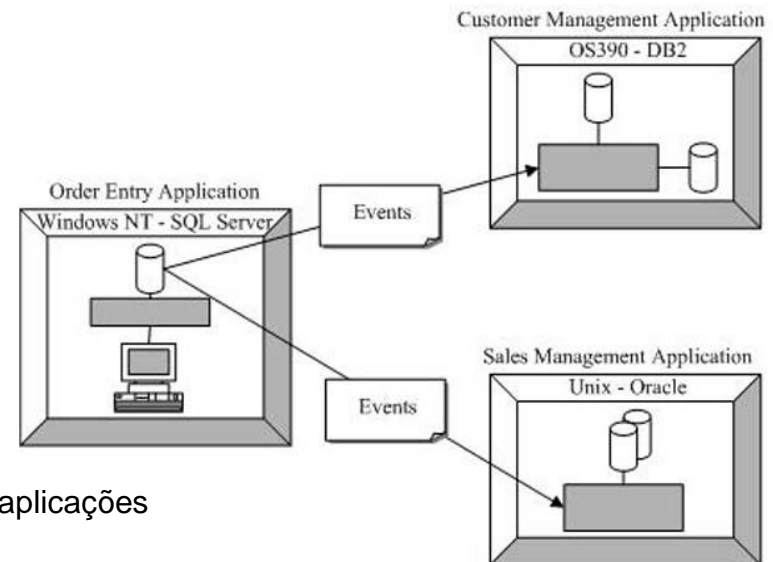 Customer Management Application
OS390 - DB2
Order Entry Application
Windows NT - SQL Server
Events
Sales Management Application
Unix - Oracle
Events
aplicações